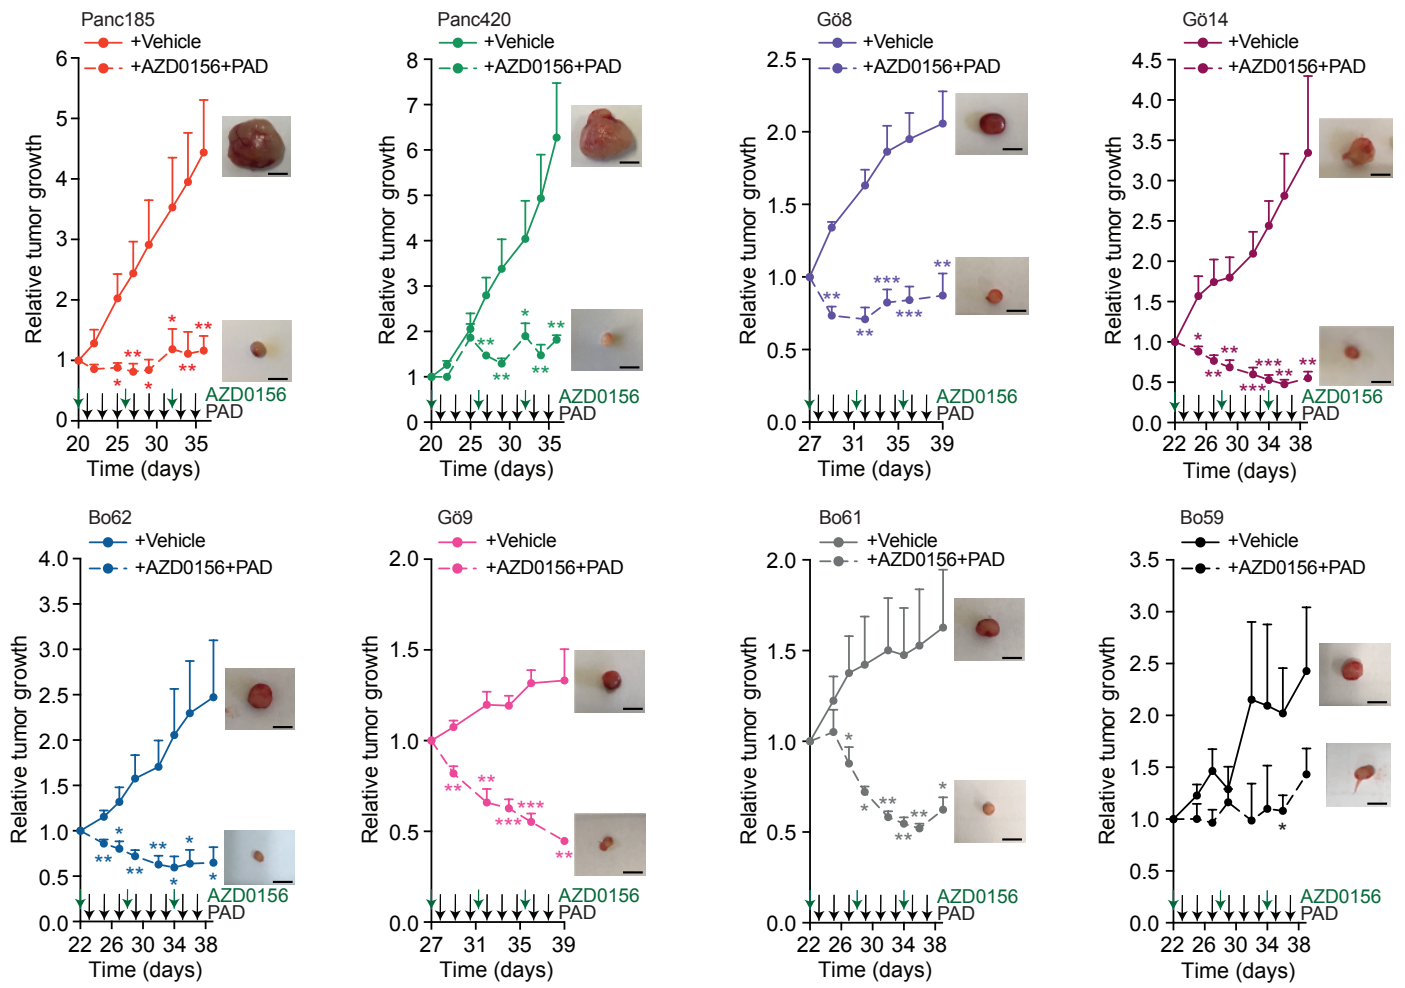 Panc185
+Vehicle
+AZD0156+PAD
Relative tumor growth
6
5
4
3
2
1
0
*
**
*
*
*
**
**
AZD0156
PAD
20 25 30 35
Time (days)
Panc420
+Vehicle
+AZD0156+PAD
Relative tumor growth
8
7
6
5
4
3
2
1
0
**
**
*
**
**
AZD0156
PAD
20 25 30 35
Time (days)
Gö8
+Vehicle
+AZD0156+PAD
Relative tumor growth
2.5
2.0
1.5
1.0
0.5
0.0
**
**
***
***
**
AZD0156
PAD
27 31 35 39
Time (days)
Gö14
+Vehicle
+AZD0156+PAD
Relative tumor growth
4.5
4.0
3.5
3.0
2.5
2.0
1.5
1.0
0.5
0.0
*
**
**
***
***
**
**
AZD0156
PAD
22 26 30 34 38
Time (days)
Bo62
+Vehicle
+AZD0156+PAD
Relative tumor growth
4.0
3.5
3.0
2.5
2.0
1.5
1.0
0.5
0.0
**
*
**
**
*
*
*
AZD0156
PAD
22 26 30 34 38
Time (days)
Gö9
+Vehicle
+AZD0156+PAD
Relative tumor growth
2.0
1.5
1.0
0.5
0.0
**
**
***
***
**
AZD0156
PAD
27 31 35 39
Time (days)
Bo61
+Vehicle
+AZD0156+PAD
Relative tumor growth
2.0
1.5
1.0
0.5
0.0
*
*
**
**
**
*
AZD0156
PAD
22 26 30 34 38
Time (days)
Bo59
+Vehicle
+AZD0156+PAD
Relative tumor growth
3.5
3.0
2.5
2.0
1.5
1.0
0.5
0.0
*
AZD0156
PAD
22 26 30 34 38
Time (days)